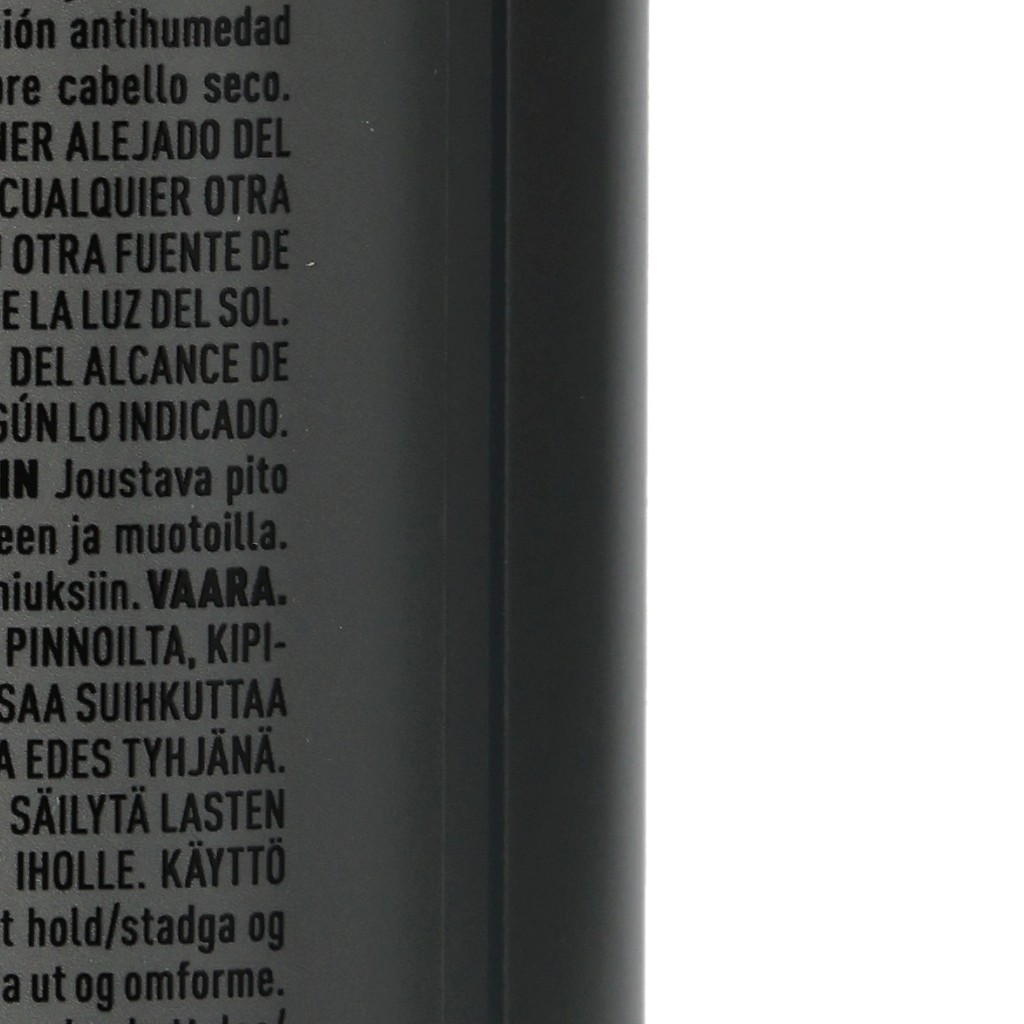 ión antihumedad
bre cabello seco.
NER ALEJADO DEL
CUALQUIER OTRA
U OTRA FUENTE DE
E LA LUZ DEL SOL.
DEL ALCANCE DE
GÚN LO INDICADO.
IN Joustava pito
een ja muotoilla.
hiuksiin. VAARA.
PINNOILTA, KIPI-
SAA SUIHKUTTAA
A EDES TYHJÄNÄ.
SÄILYTÄ LASTEN
IHOLLE. KÄYTTÖ
t hold/stadga og
a ut og omforme.